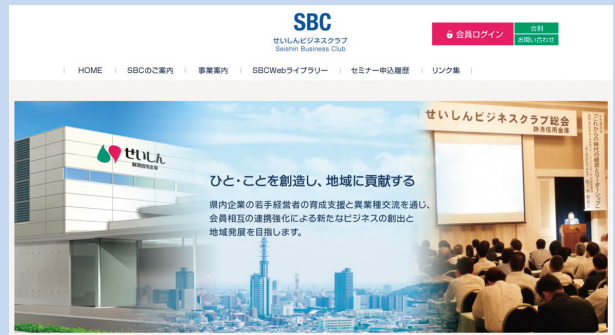 SBC
せいしんビジネスクラブ
Seishin Business Club
会員ログイン
会則
お問い合わせ
HOME
SBCのご案内
事業案内
SBCWebライブラリー
セミナー申込履歴
リンク集
せいしん
静清信用金庫
せいしんビジネスクラブ総会
静清信用金庫
これからの時代の経営とリーダーシップ
ひと・ことを創造し、地域に貢献する
県内企業の若手経営者の育成支援と異業種交流を通じ、
会員相互の連携強化による新たなビジネスの創出と
地域発展を目指します。